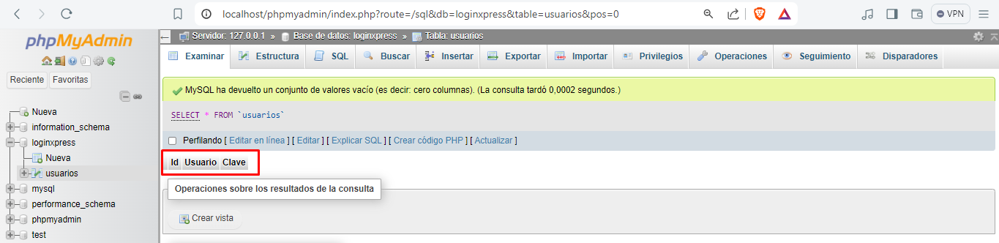 localhost/phpmyadmin/index.php?route=/sql&db=loginxpress&table=usuarios&pos=0
VPN
phpMyAdmin
Reciente Favoritas
Nueva
information_schema
loginxpress
Nueva
usuarios
mysql
performance_schema
phpmyadmin
test
Servidor: 127.0.0.1 » Base de datos: loginxpress » Tabla: usuarios
Examinar Estructura SQL Buscar Insertar Exportar Importar Privilegios Operaciones Seguimiento Disparadores
MySQL ha devuelto un conjunto de valores vacío (es decir: cero columnas). (La consulta tardó 0,0002 segundos.)
SELECT * FROM `usuarios`
Perfilando [ Editar en línea ] [ Editar ] [ Explicar SQL ] [ Crear código PHP ] [ Actualizar ]
Id Usuario Clave
Operaciones sobre los resultados de la consulta
Crear vista